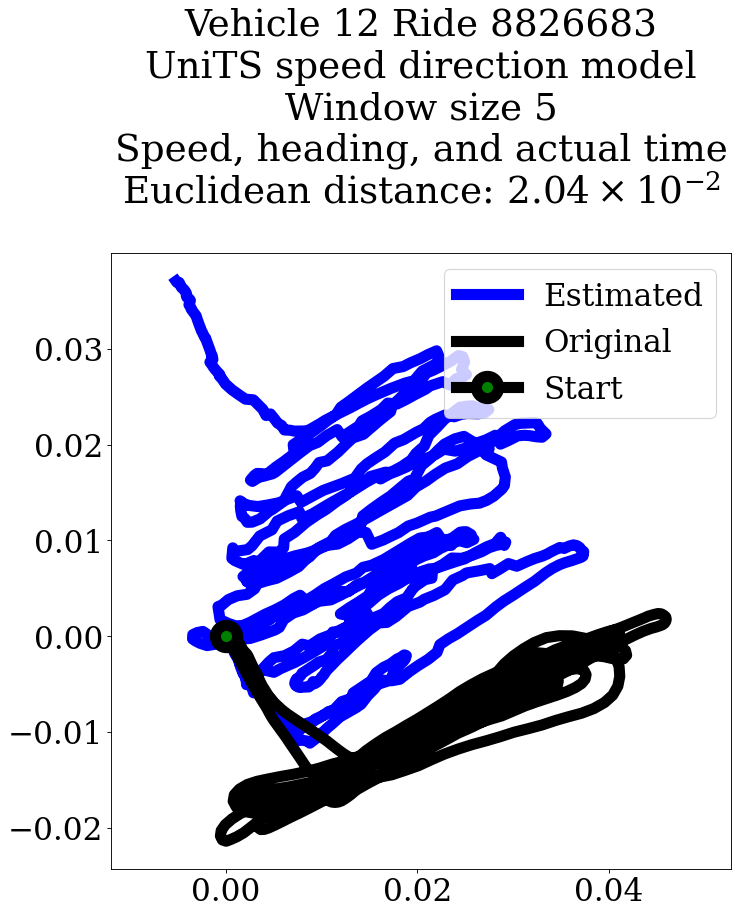 Vehicle 12 Ride 8826683
UniTS speed direction model
Window size 5
Speed, heading, and actual time
Euclidean distance: 2.04 × 10⁻²
Estimated
Original
Start
0.03
0.02
0.01
0.00
−0.01
−0.02
0.00 0.02 0.04